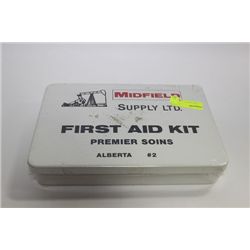 MIDFIELD
SUPPLY LTD.
FIRST AID KIT
PREMIER SOINS
ALBERTA #2